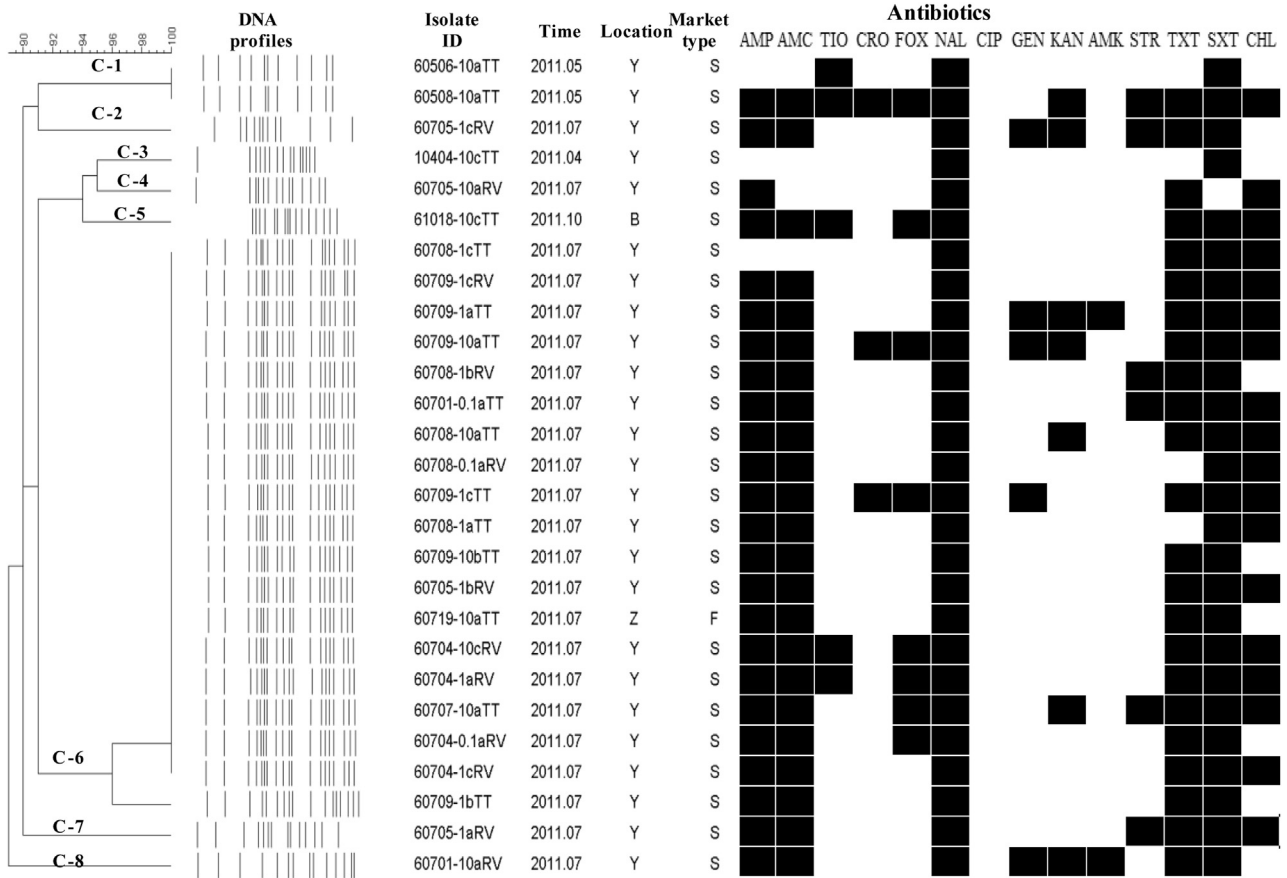 DNA profiles Isolate ID Time Location Market type Antibiotics
AMP AMC TIO CRO FOX NAL CIP GEN KAN AMK STR TXT SXT CHL
90 92 94 96 98 100
C-1 60506-10aTT 2011.05 Y S
60508-10aTT 2011.05 Y S
C-2 60705-1cRV 2011.07 Y S
C-3 10404-10cTT 2011.04 Y S
C-4 60705-10aRV 2011.07 Y S
C-5 61018-10cTT 2011.10 B S
60708-1cTT 2011.07 Y S
60709-1cRV 2011.07 Y S
60709-1aTT 2011.07 Y S
60709-10aTT 2011.07 Y S
60708-1bRV 2011.07 Y S
60701-0.1aTT 2011.07 Y S
60708-10aTT 2011.07 Y S
60708-0.1aRV 2011.07 Y S
60709-1cTT 2011.07 Y S
60708-1aTT 2011.07 Y S
60709-10bTT 2011.07 Y S
60705-1bRV 2011.07 Y S
60719-10aTT 2011.07 Z F
60704-10cRV 2011.07 Y S
60704-1aRV 2011.07 Y S
60707-10aTT 2011.07 Y S
60704-0.1aRV 2011.07 Y S
C-6 60704-1cRV 2011.07 Y S
60709-1bTT 2011.07 Y S
C-7 60705-1aRV 2011.07 Y S
C-8 60701-10aRV 2011.07 Y S